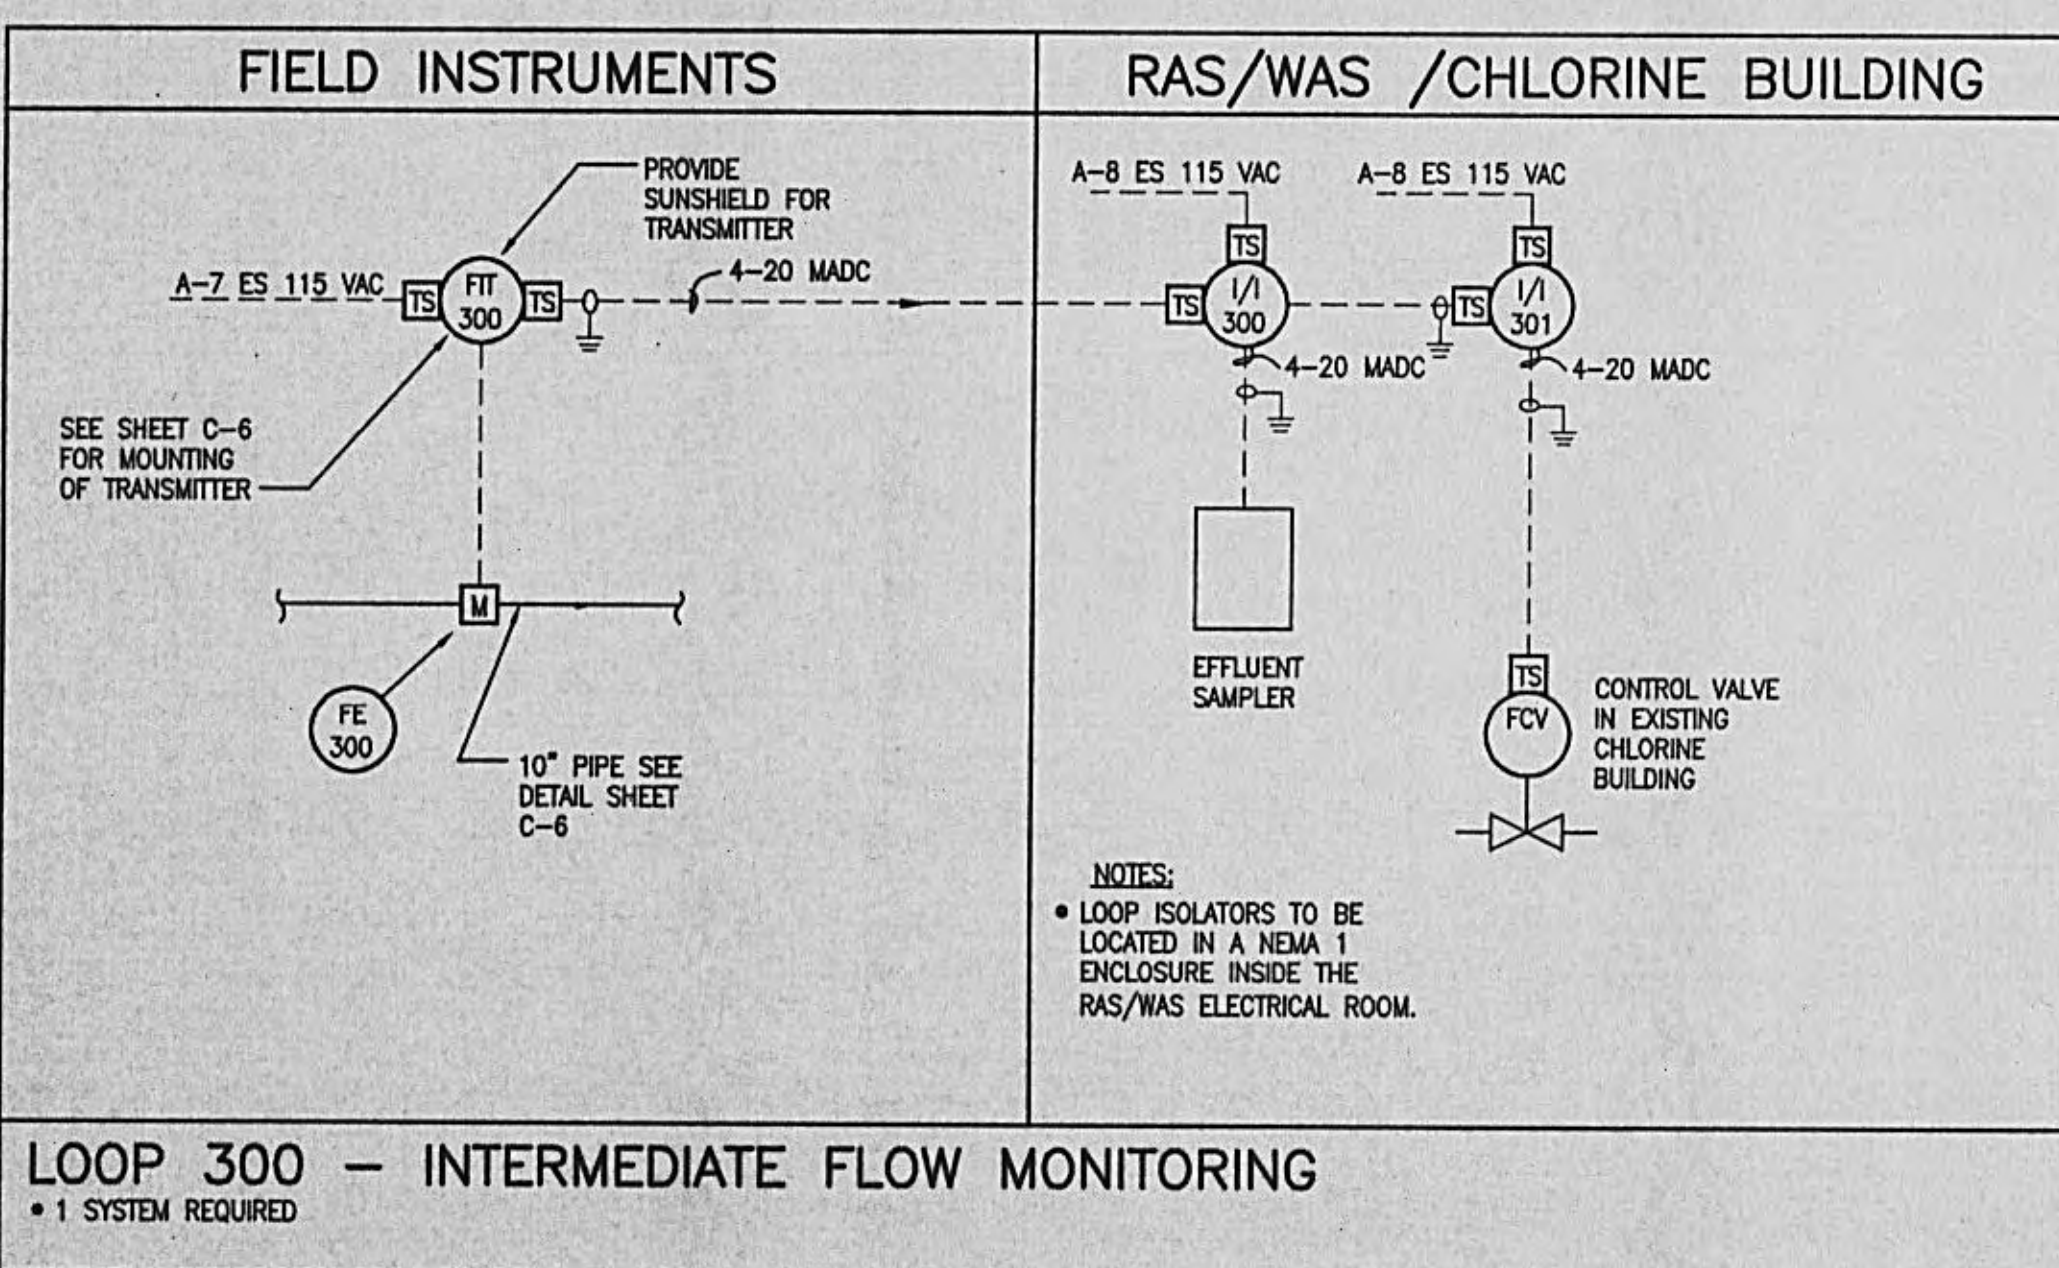 FIELD INSTRUMENTS
RAS/WAS /CHLORINE BUILDING
PROVIDE
SUNSHIELD FOR
TRANSMITTER
A-7 ES 115 VAC
TS
FIT
300
TS
4-20 MADC
SEE SHEET C-6
FOR MOUNTING
OF TRANSMITTER
M
FE
300
10" PIPE SEE
DETAIL SHEET
C-6
A-8 ES 115 VAC
A-8 ES 115 VAC
TS
TS
TS
I/I
300
TS
I/I
301
4-20 MADC
4-20 MADC
EFFLUENT
SAMPLER
TS
FCV
CONTROL VALVE
IN EXISTING
CHLORINE
BUILDING
NOTES:
• LOOP ISOLATORS TO BE
LOCATED IN A NEMA 1
ENCLOSURE INSIDE THE
RAS/WAS ELECTRICAL ROOM.
LOOP 300 – INTERMEDIATE FLOW MONITORING
• 1 SYSTEM REQUIRED